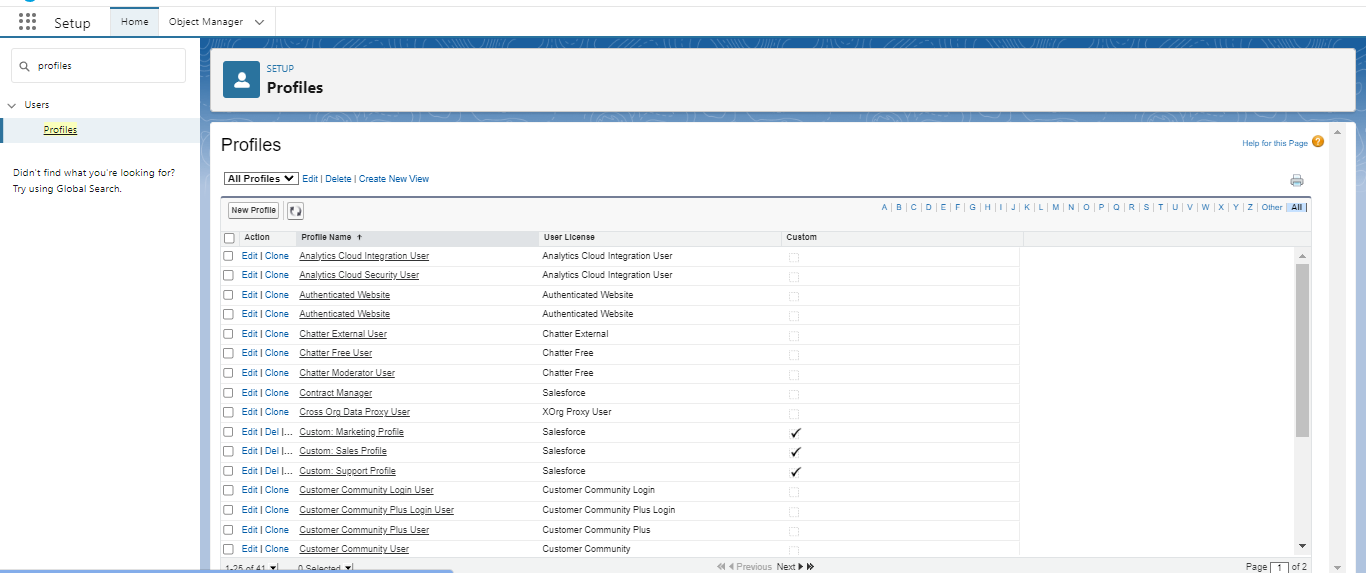 Setup Home Object Manager
profiles
Users
Profiles
Didn't find what you're looking for?
Try using Global Search.
SETUP
Profiles
Profiles
Help for this Page ?
All Profiles Edit | Delete | Create New View
New Profile
A | B | C | D | E | F | G | H | I | J | K | L | M | N | O | P | Q | R | S | T | U | V | W | X | Y | Z | Other | All
Action Profile Name ↑ User License Custom
Edit | Clone Analytics Cloud Integration User Analytics Cloud Integration User
Edit | Clone Analytics Cloud Security User Analytics Cloud Integration User
Edit | Clone Authenticated Website Authenticated Website
Edit | Clone Authenticated Website Authenticated Website
Edit | Clone Chatter External User Chatter External
Edit | Clone Chatter Free User Chatter Free
Edit | Clone Chatter Moderator User Chatter Free
Edit | Clone Contract Manager Salesforce
Edit | Clone Cross Org Data Proxy User XOrg Proxy User
Edit | Del |... Custom: Marketing Profile Salesforce
Edit | Del |... Custom: Sales Profile Salesforce
Edit | Del |... Custom: Support Profile Salesforce
Edit | Clone Customer Community Login User Customer Community Login
Edit | Clone Customer Community Plus Login User Customer Community Plus Login
Edit | Clone Customer Community Plus User Customer Community Plus
Edit | Clone Customer Community User Customer Community
1-25 of 41 0 Selected Previous Next Page 1 of 2